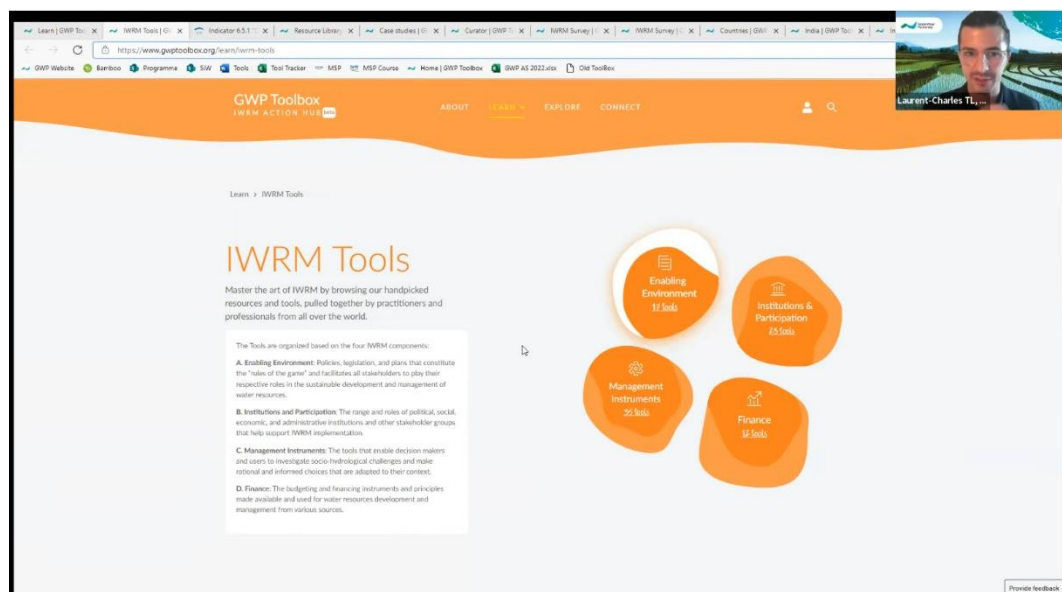 Learn | GWP Too
IWRM Tools | G
Indicator 6.5.1
Resource Library
Case studies | G
Curator | GWP T
IWRM Survey |
IWRM Survey |
Countries | GWP
India | GWP Too
https://www.gwptoolbox.org/learn/iwrm-tools
GWP Website Bamboo Programme SIW Tools Tool Tracker MSP MSP Course Home | GWP Toolbox GWP AS 2022.xlsx Old ToolBox
GWP Toolbox
IWRM ACTION HUB beta
ABOUT LEARN EXPLORE CONNECT
Laurent-Charles TL, ...
Learn > IWRM Tools
IWRM Tools
Master the art of IWRM by browsing our handpicked
resources and tools, pulled together by practitioners and
professionals from all over the world.
The Tools are organized based on the four IWRM components:
A. Enabling Environment: Policies, legislation, and plans that constitute
the "rules of the game" and facilitates all stakeholders to play their
respective roles in the sustainable development and management of
water resources.
B. Institutions and Participation: The range and roles of political, social,
economic, and administrative institutions and other stakeholder groups
that help support IWRM implementation.
C. Management Instruments: The tools that enable decision makers
and users to investigate socio-hydrological challenges and make
rational and informed choices that are adapted to their context.
D. Finance: The budgeting and financing instruments and principles
made available and used for water resources development and
management from various sources.
Enabling
Environment
Tools
Institutions &
Participation
Tools
Management
Instruments
Tools
Finance
Tools
Provide feedback